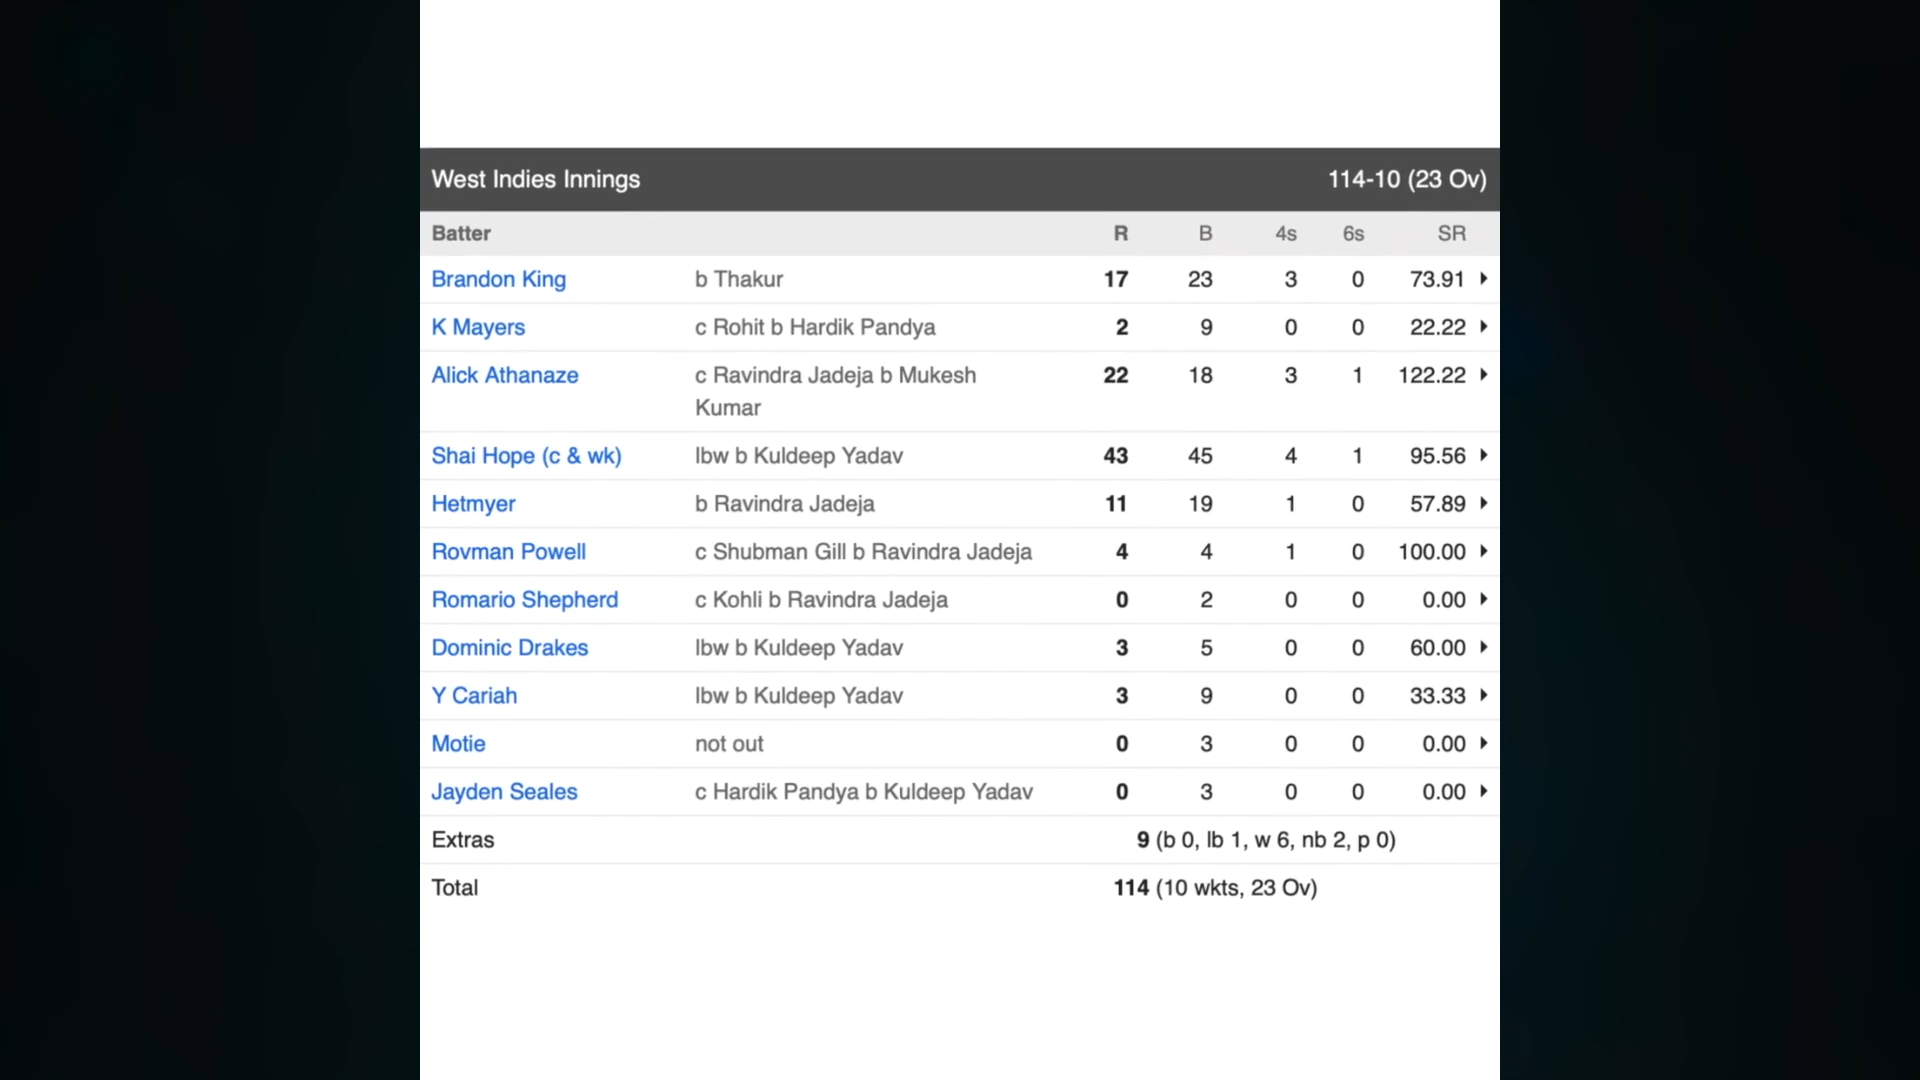 West Indies Innings 114-10 (23 Ov)
Batter R B 4s 6s SR
Brandon King b Thakur 17 23 3 0 73.91
K Mayers c Rohit b Hardik Pandya 2 9 0 0 22.22
Alick Athanaze c Ravindra Jadeja b Mukesh 22 18 3 1 122.22
Kumar
Shai Hope (c & wk) lbw b Kuldeep Yadav 43 45 4 1 95.56
Hetmyer b Ravindra Jadeja 11 19 1 0 57.89
Rovman Powell c Shubman Gill b Ravindra Jadeja 4 4 1 0 100.00
Romario Shepherd c Kohli b Ravindra Jadeja 0 2 0 0 0.00
Dominic Drakes lbw b Kuldeep Yadav 3 5 0 0 60.00
Y Cariah lbw b Kuldeep Yadav 3 9 0 0 33.33
Motie not out 0 3 0 0 0.00
Jayden Seales c Hardik Pandya b Kuldeep Yadav 0 3 0 0 0.00
Extras 9 (b 0, lb 1, w 6, nb 2, p 0)
Total 114 (10 wkts, 23 Ov)